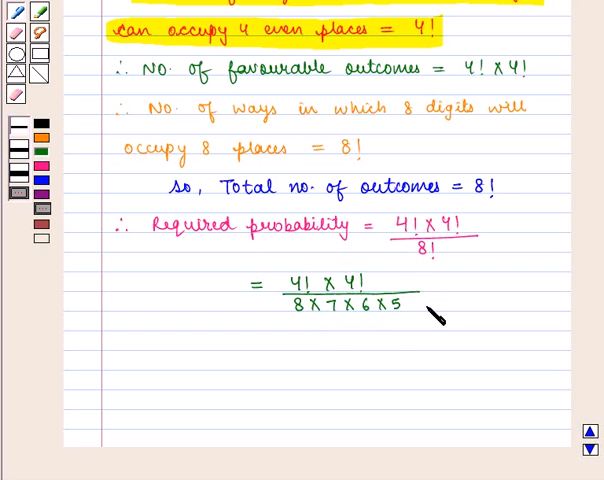 can occupy 4 even places = 4!
∴ No. of favourable outcomes = 4! × 4!
∴ No. of ways in which 8 digits will
occupy 8 places = 8!
so, Total no. of outcomes = 8!
∴ Required probability = 4! × 4!
8!
= 4! × 4!
8 × 7 × 6 × 5